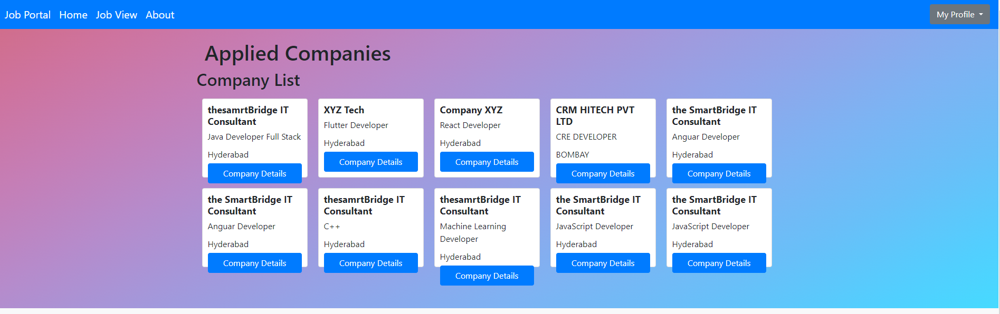 Job Portal Home Job View About My Profile
Applied Companies
Company List
thesamrtBridge IT
Consultant
Java Developer Full Stack
Hyderabad
Company Details
XYZ Tech
Flutter Developer
Hyderabad
Company Details
Company XYZ
React Developer
Hyderabad
Company Details
CRM HITECH PVT
LTD
CRE DEVELOPER
BOMBAY
Company Details
the SmartBridge IT
Consultant
Anguar Developer
Hyderabad
Company Details
the SmartBridge IT
Consultant
Anguar Developer
Hyderabad
Company Details
thesamrtBridge IT
Consultant
C++
Hyderabad
Company Details
thesamrtBridge IT
Consultant
Machine Learning
Developer
Hyderabad
Company Details
the SmartBridge IT
Consultant
JavaScript Developer
Hyderabad
Company Details
the SmartBridge IT
Consultant
JavaScript Developer
Hyderabad
Company Details